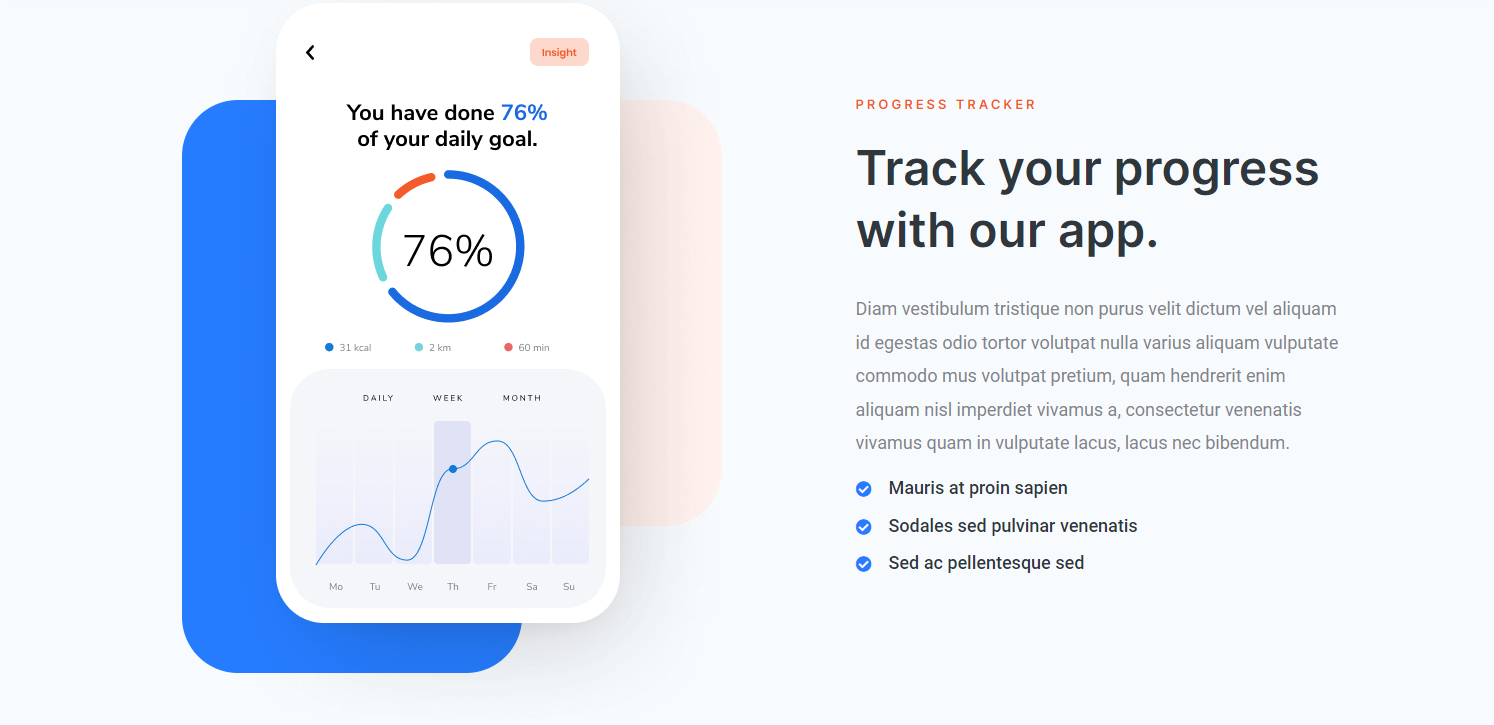 Insight
You have done 76%
of your daily goal.
76%
31 kcal
2 km
60 min
DAILY
WEEK
MONTH
Mo
Tu
We
Th
Fr
Sa
Su
PROGRESS TRACKER
Track your progress
with our app.
Diam vestibulum tristique non purus velit dictum vel aliquam
id egestas odio tortor volutpat nulla varius aliquam vulputate
commodo mus volutpat pretium, quam hendrerit enim
aliquam nisl imperdiet vivamus a, consectetur venenatis
vivamus quam in vulputate lacus, lacus nec bibendum.
Mauris at proin sapien
Sodales sed pulvinar venenatis
Sed ac pellentesque sed